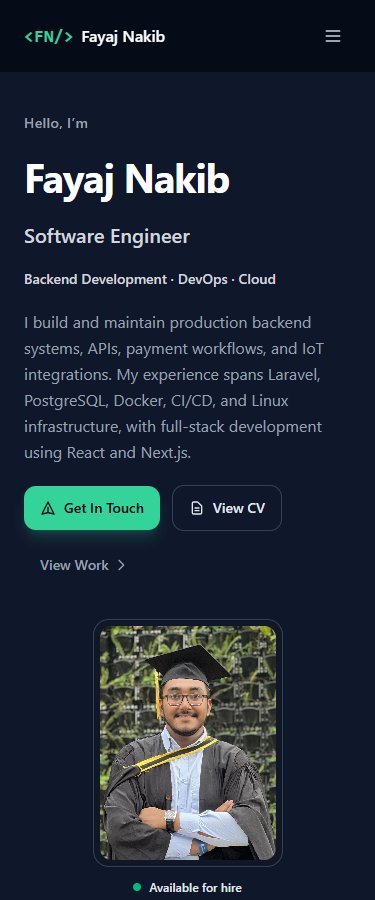 <FN/> Fayaj Nakib
Hello, I'm
Fayaj Nakib
Software Engineer
Backend Development · DevOps · Cloud
I build and maintain production backend
systems, APIs, payment workflows, and IoT
integrations. My experience spans Laravel,
PostgreSQL, Docker, CI/CD, and Linux
infrastructure, with full-stack development
using React and Next.js.
Get In Touch
View CV
View Work
Available for hire